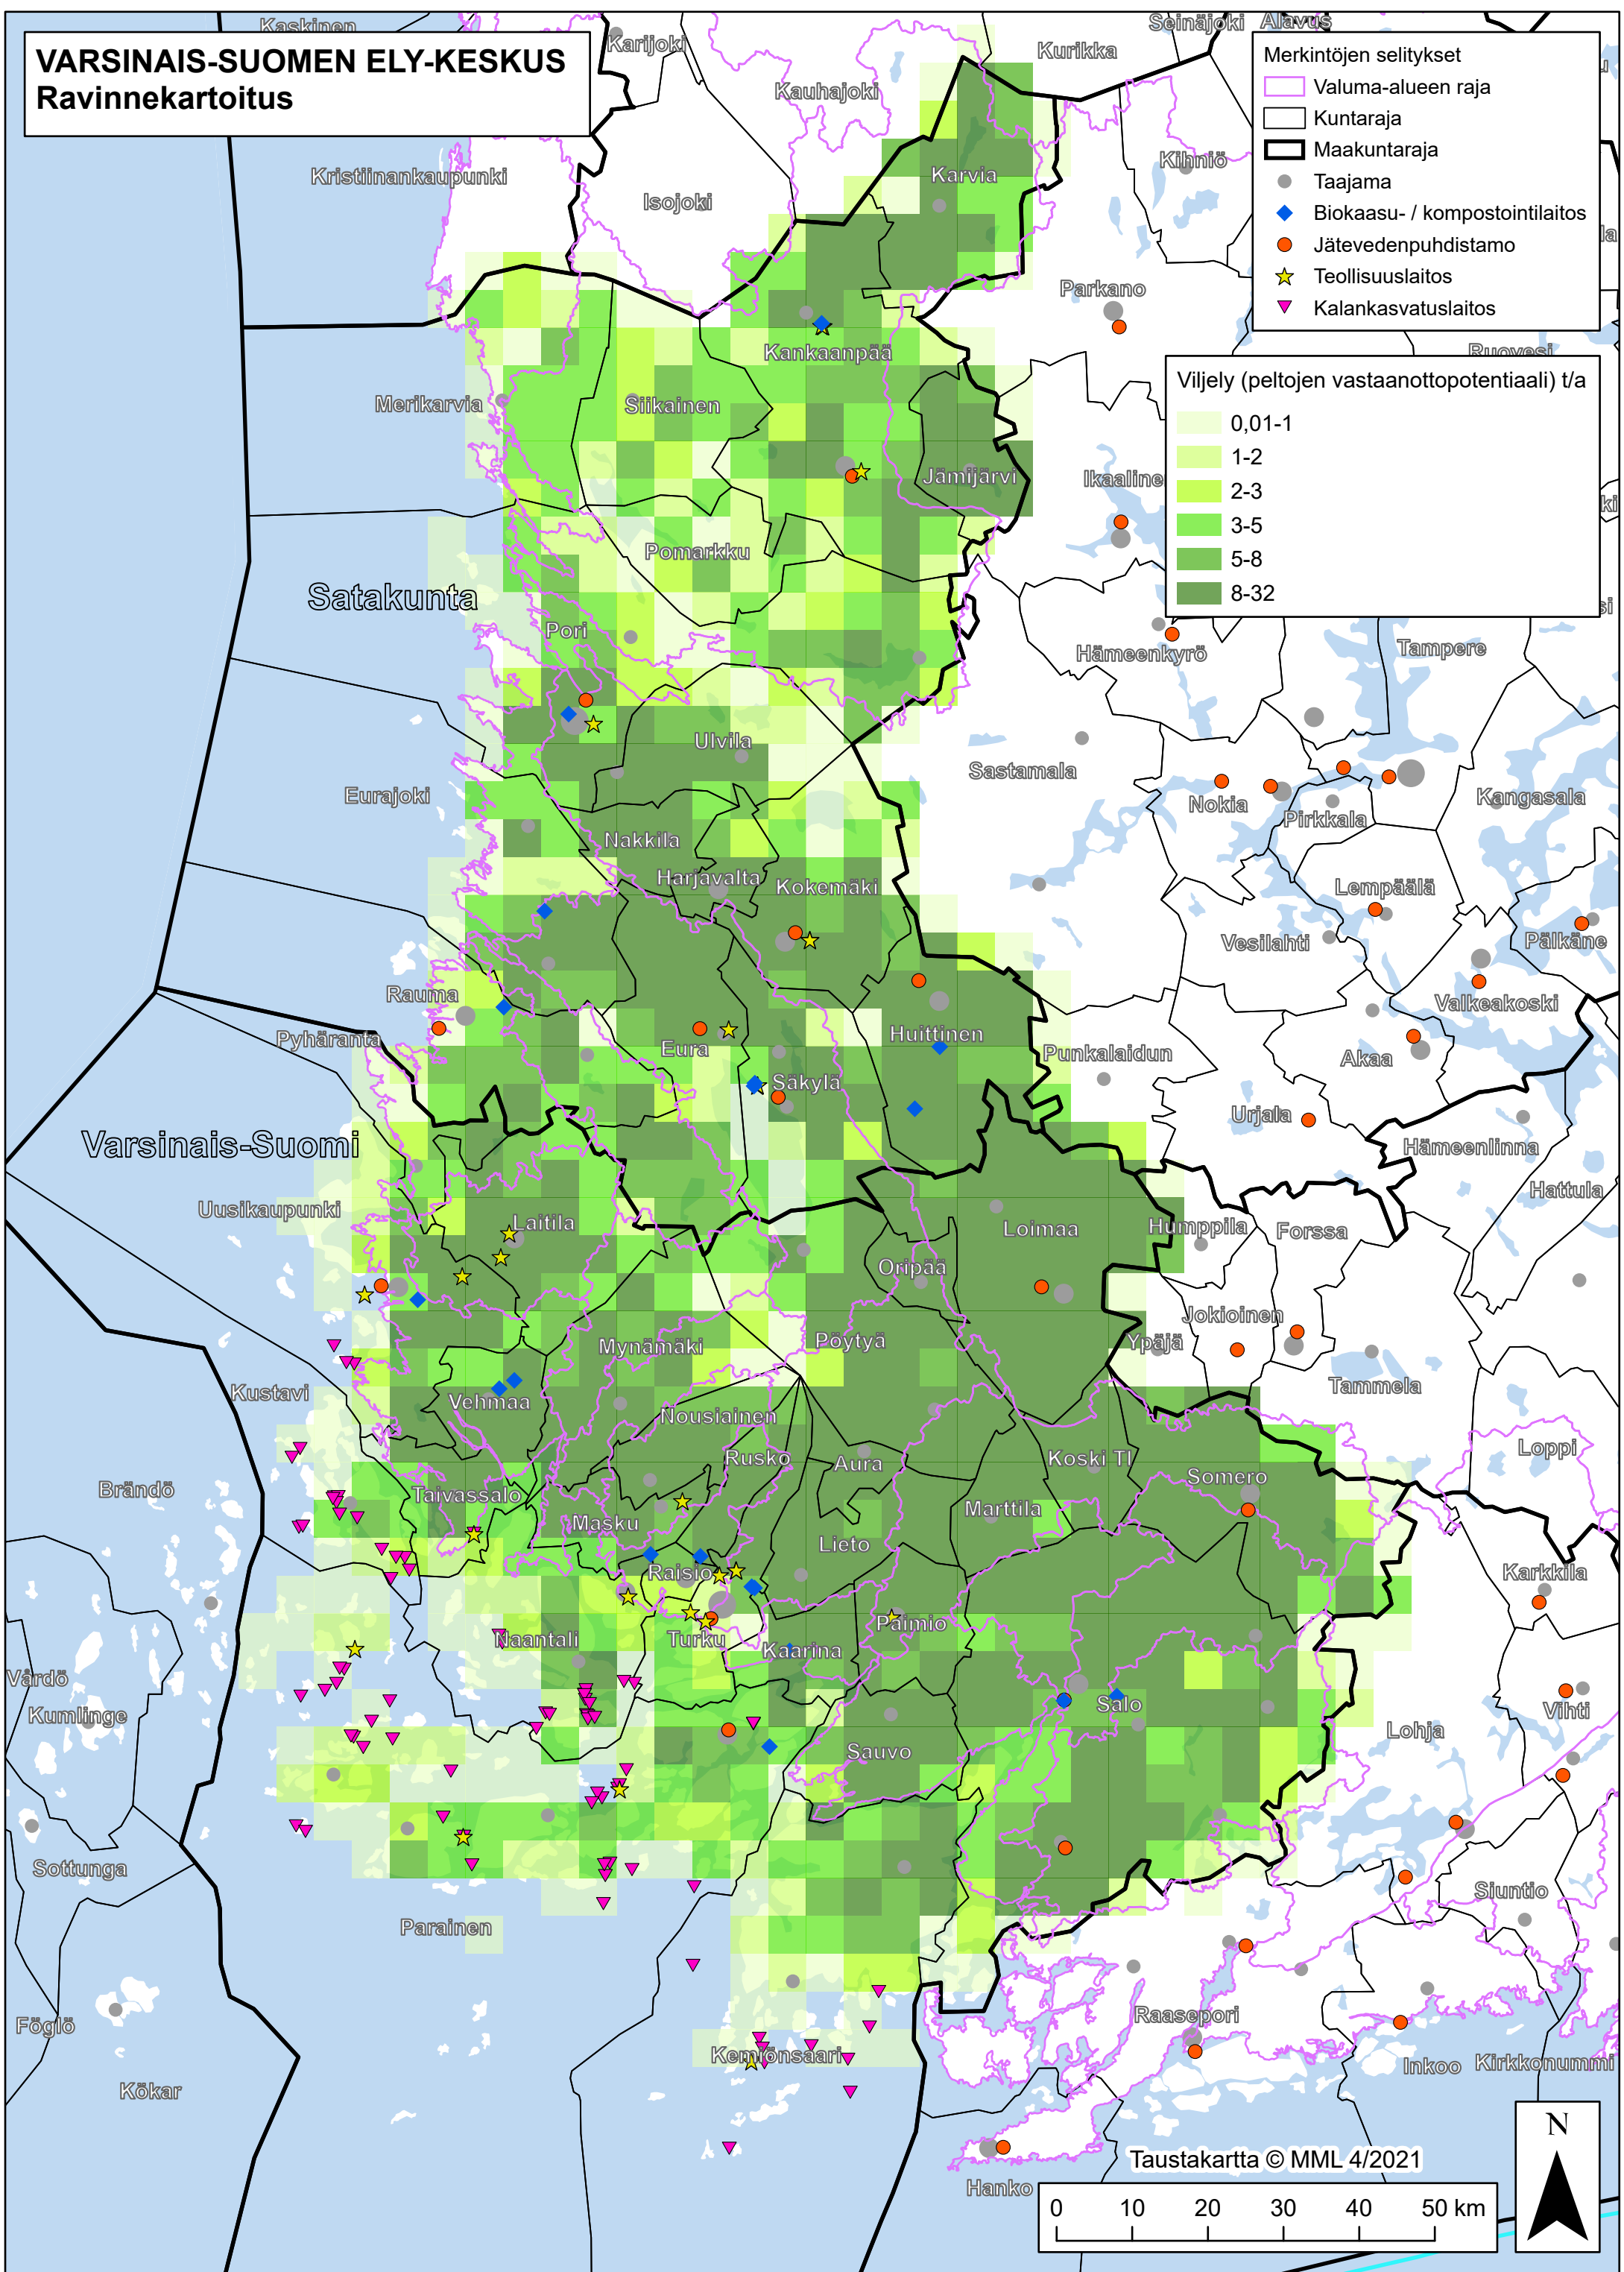 VARSINAIS-SUOMEN ELY-KESKUS
Ravinnekartoitus
Kaskinen
Karijoki
Seinäjoki
Alavus
Kurikka
Kauhajoki
Kristiinankaupunki
Isojoki
Karvia
Kihniö
Merkintöjen selitykset
Valuma-alueen raja
Kuntaraja
Maakuntaraja
Taajama
Biokaasu- / kompostointilaitos
Jätevedenpuhdistamo
Teollisuuslaitos
Kalankasvatuslaitos
Parkano
Kankaanpää
Ruovesi
Viljely (peltojen vastaanottopotentiaali) t/a
0,01-1
1-2
2-3
3-5
5-8
8-32
Merikarvia
Siikainen
Jämijärvi
Ikaaline
Pomarkku
Satakunta
Pori
Hämeenkyrö
Tampere
Ulvila
Sastamala
Eurajoki
Nokia
Pirkkala
Kangasala
Nakkila
Harjavalta
Kokemäki
Lempäälä
Vesilahti
Pälkäne
Rauma
Valkeakoski
Pyhäranta
Eura
Huittinen
Punkalaidun
Akaa
Säkylä
Urjala
Varsinais-Suomi
Hämeenlinna
Hattula
Uusikaupunki
Laitila
Loimaa
Humppila
Forssa
Oripää
Jokioinen
Mynämäki
Pöytyä
Ypäjä
Tammela
Kustavi
Vehmaa
Nousiainen
Rusko
Aura
Koski Tl
Somero
Loppi
Brändö
Taivassalo
Masku
Marttila
Lieto
Raisio
Karkkila
Naantali
Turku
Kaarina
Paimio
Vårdö
Kumlinge
Salo
Vihti
Lohja
Sauvo
Sottunga
Siuntio
Parainen
Föglö
Raasepori
Kemiönsaari
Inkoo
Kirkkonummi
Kökar
Hanko
Taustakartta © MML 4/2021
0 10 20 30 40 50 km
N